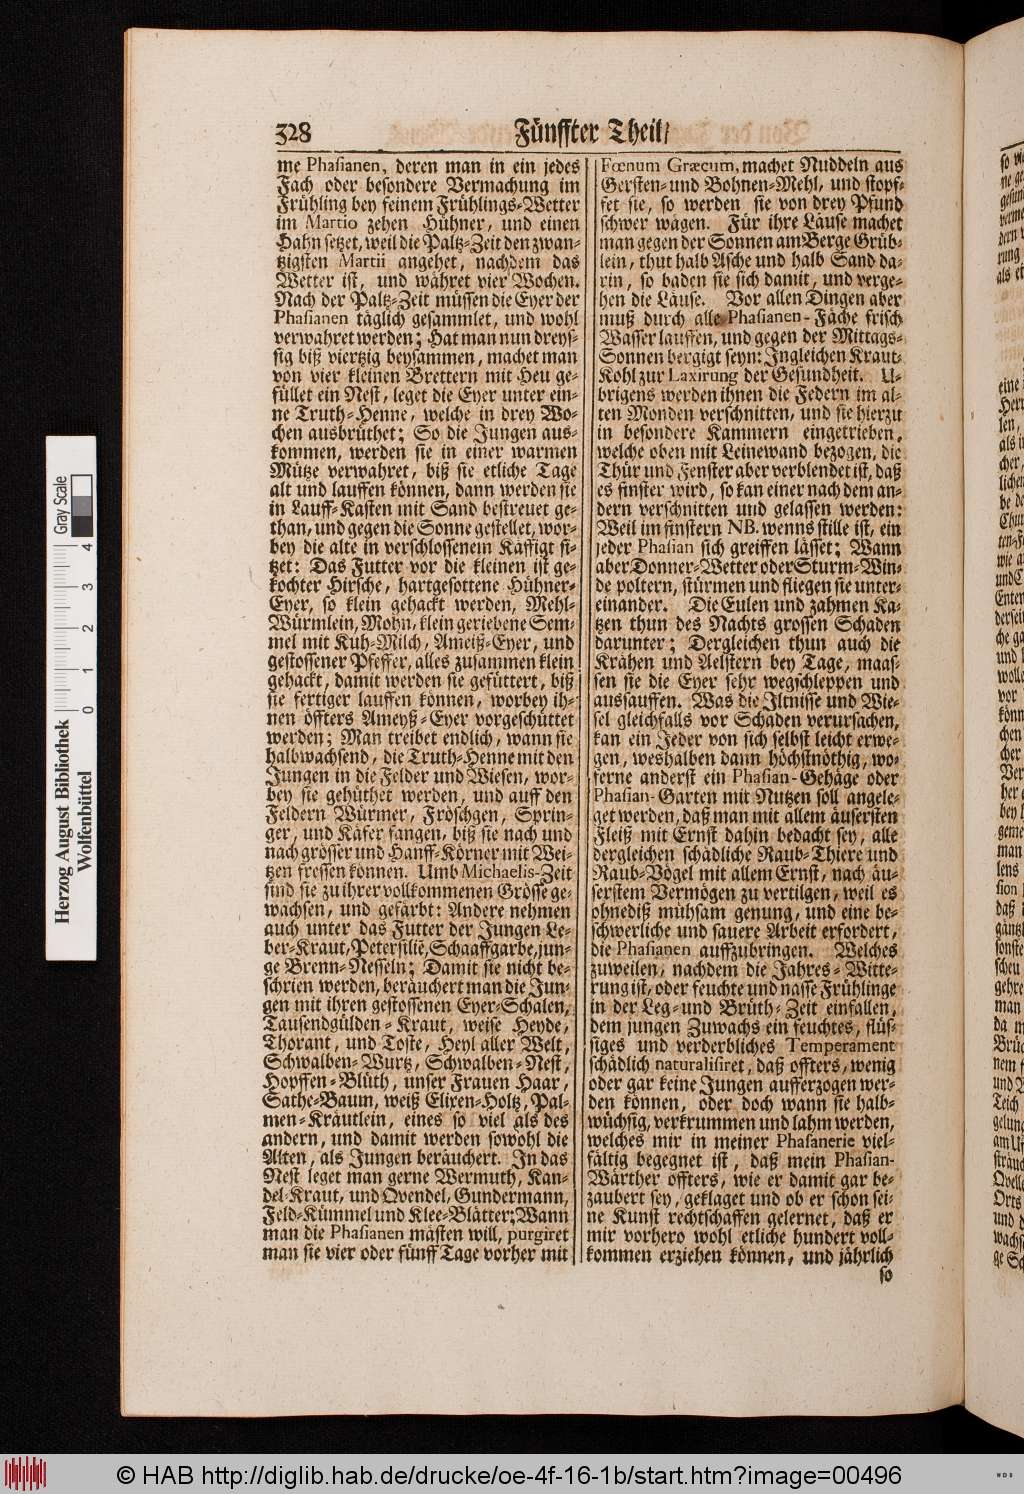 328
Fünffter Theil/
me Phasianen, deren man in ein jedes
Fach oder besondere Vermachung im
Frühling bey feinem Frühlings-Wetter
im Martio zehen Hühner, und einen
Hahn setzet, weil die Paltz-Zeit den zwan-
tzigsten Martii angehet, nachdem das
Wetter ist, und währet vier Wochen.
Nach der Paltz-Zeit müssen die Eyer der
Phasianen täglich gesammlet, und wohl
verwahret werden; Hat man nun dreys-
sig biß viertzig beysammen, machet man
von vier kleinen Brettern mit Heu ge-
füllet ein Nest, leget die Eyer unter ein-
ne Truth-Henne, welche in drey Wo-
chen ausbrüthet; So die Jungen aus-
kommen, werden sie in einer warmen
Mütze verwahret, biß sie etliche Tage
alt und lauffen können, dann werden sie
in Lauff-Kasten mit Sand bestreuet ge-
than, und gegen die Sonne gestellet, wor-
bey die alte in verschlossenem Käffigt si-
tzet: Das Futter vor die kleinen ist ge-
kochter Hirsche, hartgesottene Hühner-
Eyer, so klein gehackt werden, Mehl-
Würmlein, Mohn, klein geriebene Sem-
mel mit Kuh-Milch, Ameiß-Eyer, und
gestossener Pfeffer, alles zusammen klein
gehackt, damit werden sie gefüttert, biß
sie fertiger lauffen können, worbey ih-
nen öffters Ameyß-Eyer vorgeschüttet
werden; Man treibet endlich, wann sie
halbwachsend, die Truth-Henne mit den
Jungen in die Felder und Wiesen, wor-
bey sie gehüthet werden, und auff den
Feldern Würmer, Fröschgen, Sprin-
ger, und Käfer fangen, biß sie nach und
nach grösser und Hanff-Körner mit Wei-
tzen fressen können. Umb Michaelis-Zeit
sind sie zu ihrer vollkommenen Grösse ge-
wachsen, und gefärbt: Andere nehmen
auch unter das Futter der Jungen Le-
ber-Kraut, Petersilie, Schaaffgarbe, jun-
ge Brenn-Nesseln; Damit sie nicht be-
schrien werden, beräuchert man die Jun-
gen mit ihren gestossenen Eyer-Schalen,
Tausendgülden-Kraut, weise Heyde,
Thorant, und Toste, Heyl aller Welt,
Schwalben-Wurtz, Schwalben-Nest,
Hopffen-Blüth, unser Frauen Haar,
Sathe-Baum, weiß Elixen-Holtz, Pal-
men-Kräutlein, eines so viel als des
andern, und damit werden sowohl die
Alten, als Jungen beräuchert. In das
Nest leget man gerne Wermuth, Kan-
del-Kraut, und Qvendel, Gundermann,
Feld-Kümmel und Klee-Blätter; Wann
man die Phasianen mästen will, purgiret
man sie vier oder fünff Tage vorher mit
Fœnum Græcum, machet Nuddeln aus
Gersten- und Bohnen-Mehl, und stopf-
fet sie, so werden sie von drey Pfund
schwer wägen. Für ihre Läuse machet
man gegen der Sonnen am Berge Grüb-
lein, thut halb Asche und halb Sand da-
rin, so baden sie sich damit, und verge-
hen die Läuse. Vor allen Dingen aber
muß durch alle Phasianen-Fäche frisch
Wasser lauffen, und gegen der Mittags-
Sonnen bergigt seyn: Ingleichen Kraut-
Kohl zur Laxirung der Gesundheit. U-
brigens werden ihnen die Federn im al-
ten Monden verschnitten, und sie hierzu
in besondere Kammern eingetrieben,
welche oben mit Leinewand bezogen, die
Thür und Fenster aber verblendet ist, daß
es finster wird, so kan einer nach dem an-
dern verschnitten und gelassen werden:
Weil im finstern NB. wenns stille ist, ein
jeder Phasian sich greiffen lässet; Wann
aber Donner-Wetter oder Sturm-Win-
de poltern, stürmen und fliegen sie unter-
einander. Die Eulen und zahmen Ka-
tzen thun des Nachts grossen Schaden
darunter; Dergleichen thun auch die
Krähen und Aelstern bey Tage, maas-
sen sie die Eyer sehr wegschleppen und
aussauffen. Was die Iltnisse und Wie-
sel gleichfalls vor Schaden verursachen,
kan ein Jeder von sich selbst leicht erwe-
gen, weshalben dann höchstnöthig, wo-
ferne anderst ein Phasian-Gehäge oder
Phasian-Garten mit Nutzen soll angele-
get werden, daß man mit allem äusersten
Fleiß mit Ernst dahin bedacht sey, alle
dergleichen schädliche Raub-Thiere und
Raub-Vögel mit allem Ernst, nach äu-
serstem Vermögen zu vertilgen, weil es
ohnediß mühsam genung, und eine be-
schwerliche und sauere Arbeit erfordert,
die Phasianen auffzubringen. Welches
zuweilen, nachdem die Jahres-Witte-
rung ist, oder feuchte und nasse Frühlinge
in der Leg- und Brüth-Zeit einfallen,
dem jungen Zuwachs ein feuchtes, flüs-
siges und verderbliches Temperament
schädlich naturalisiret, daß öffters, wenig
oder gar keine Jungen aufferzogen wer-
den können, oder doch wann sie halb-
wüchsig, verkrummen und lahm werden,
welches mir in meiner Phasanerie viel-
fältig begegnet ist, daß mein Phasian-
Wärther öffters, wie er damit gar be-
zaubert sey, geklaget und ob er schon sei-
ne Kunst rechtschaffen gelernet, daß er
mir vorhero wohl etliche hundert voll-
kommen erziehen können, und jährlich
so
Herzog August Bibliothek
Wolfenbüttel
0 1 2 3 4
Gray Scale
© HAB http://diglib.hab.de/drucke/oe-4f-16-1b/start.htm?image=00496